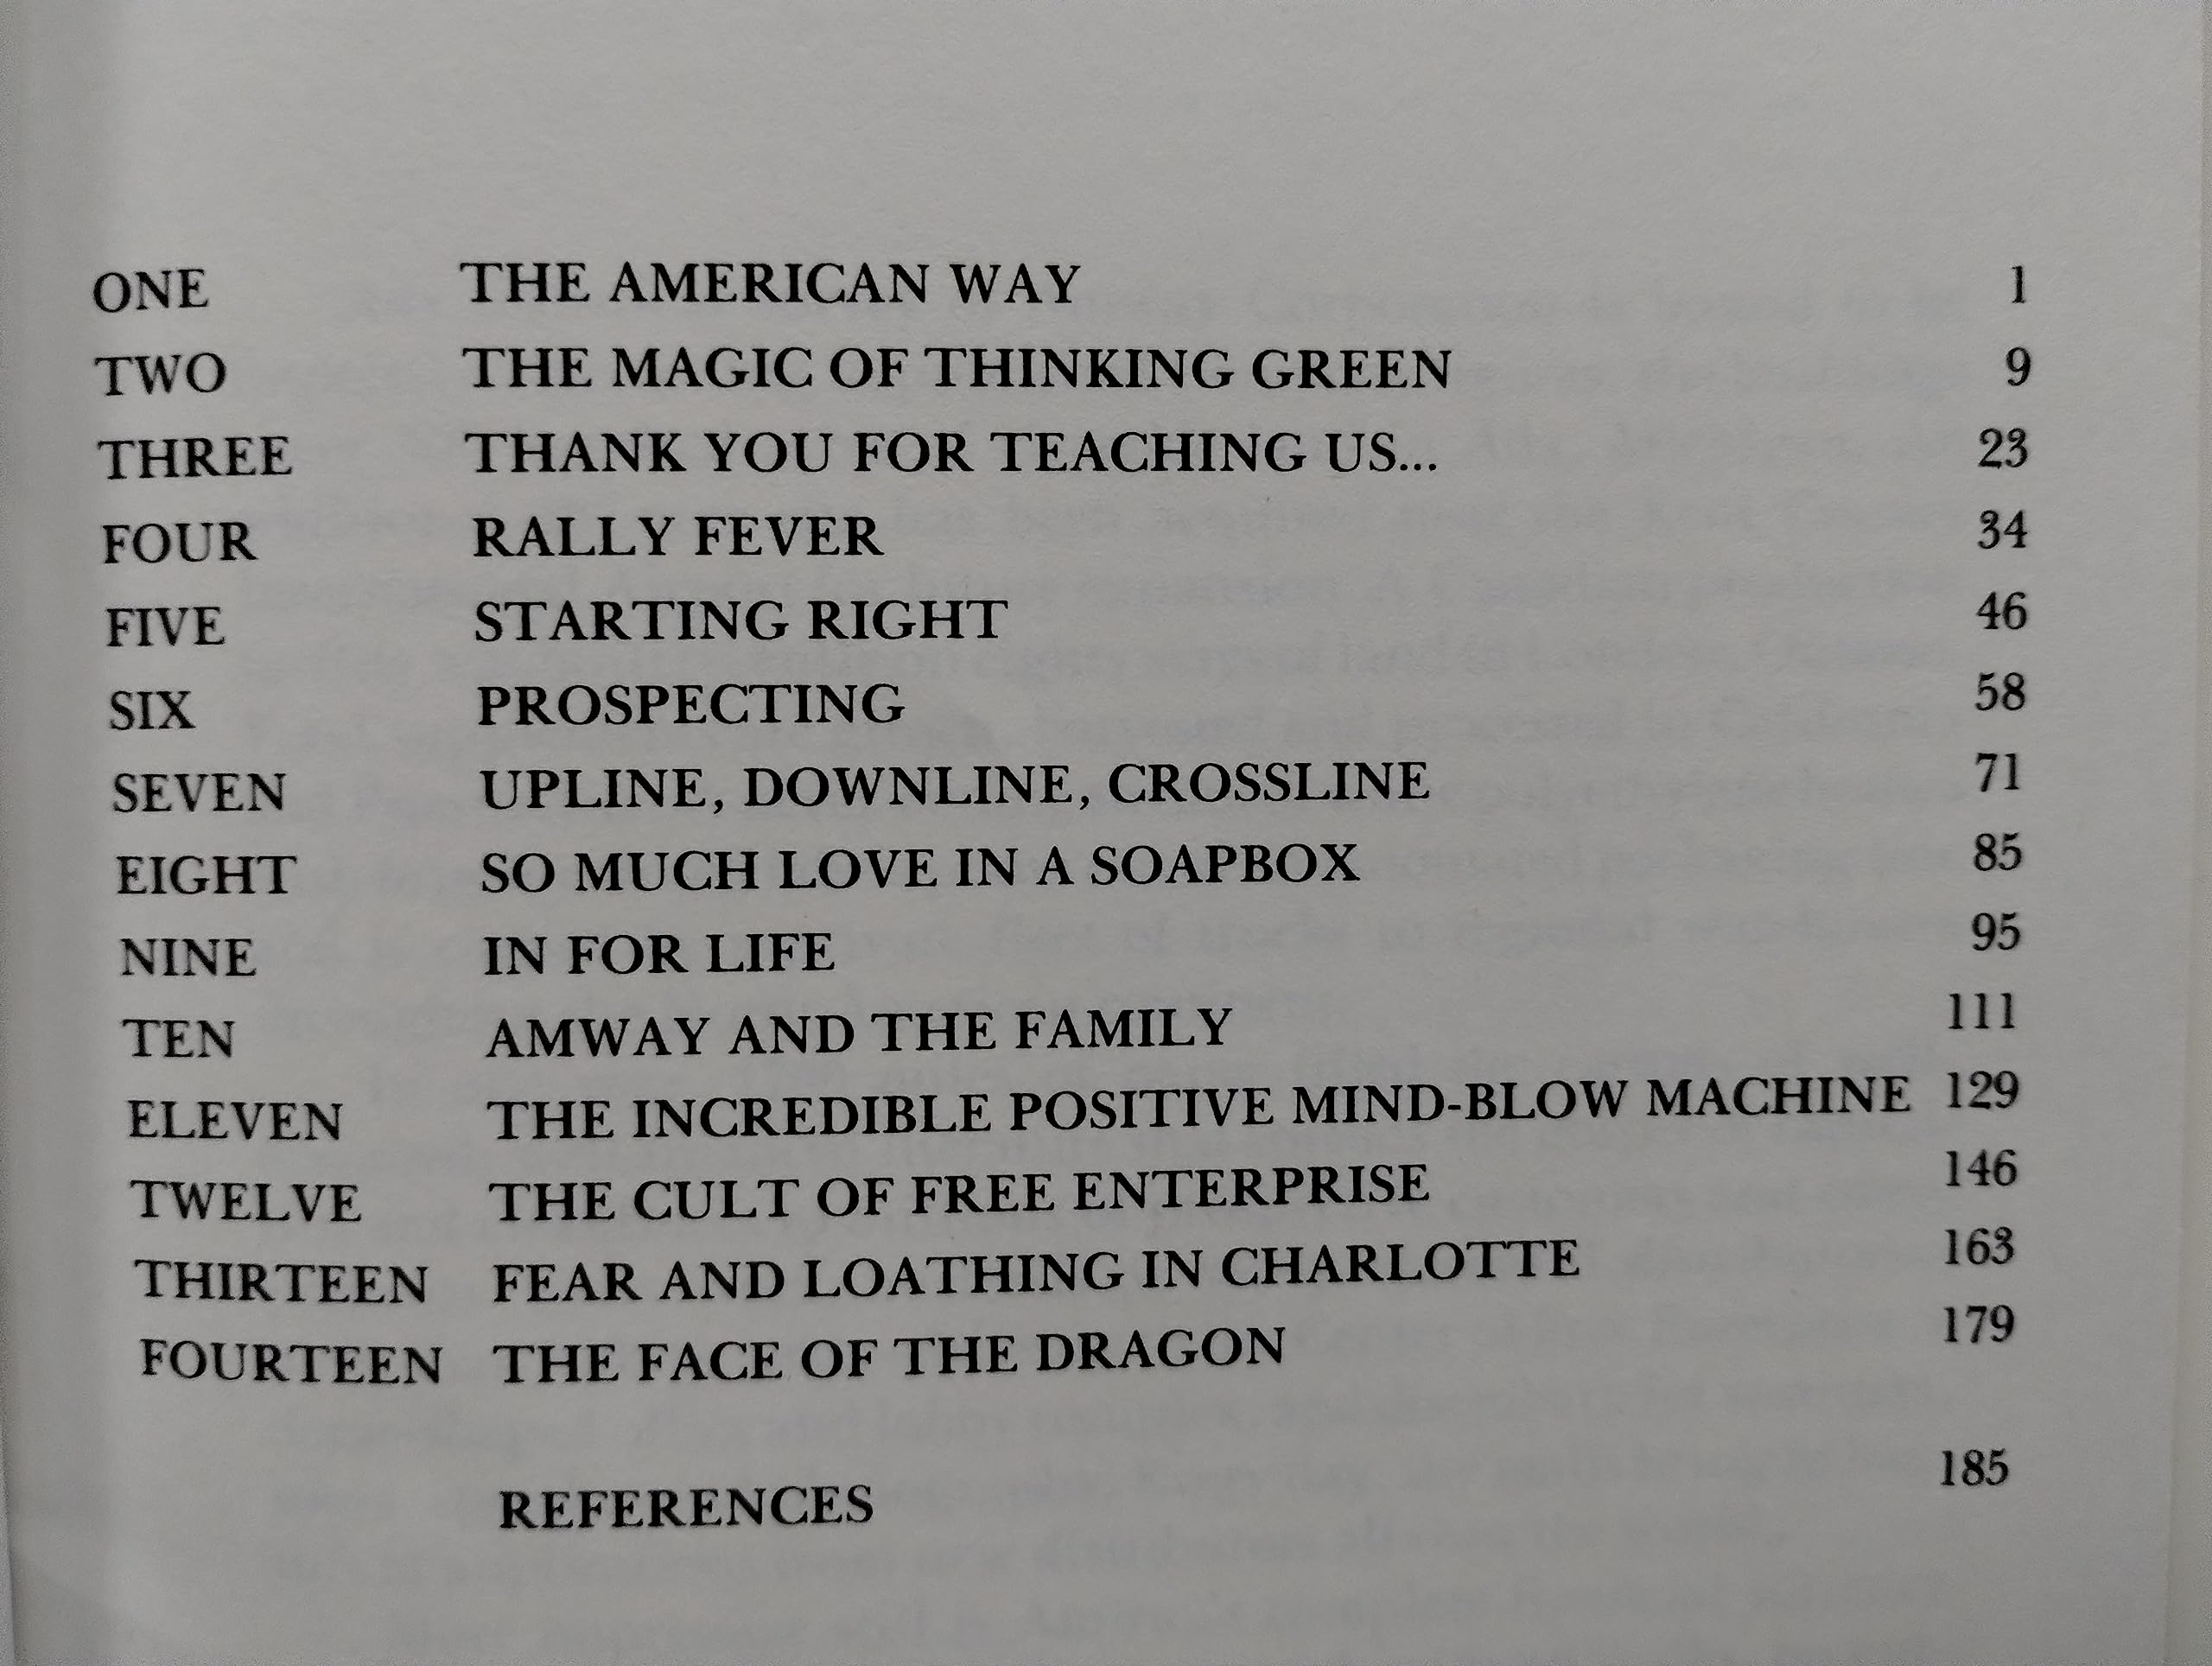 ONE THE AMERICAN WAY 1
TWO THE MAGIC OF THINKING GREEN 9
THREE THANK YOU FOR TEACHING US... 23
FOUR RALLY FEVER 34
FIVE STARTING RIGHT 46
SIX PROSPECTING 58
SEVEN UPLINE, DOWNLINE, CROSSLINE 71
EIGHT SO MUCH LOVE IN A SOAPBOX 85
NINE IN FOR LIFE 95
TEN AMWAY AND THE FAMILY 111
ELEVEN THE INCREDIBLE POSITIVE MIND-BLOW MACHINE 129
TWELVE THE CULT OF FREE ENTERPRISE 146
THIRTEEN FEAR AND LOATHING IN CHARLOTTE 163
FOURTEEN THE FACE OF THE DRAGON 179
REFERENCES 185